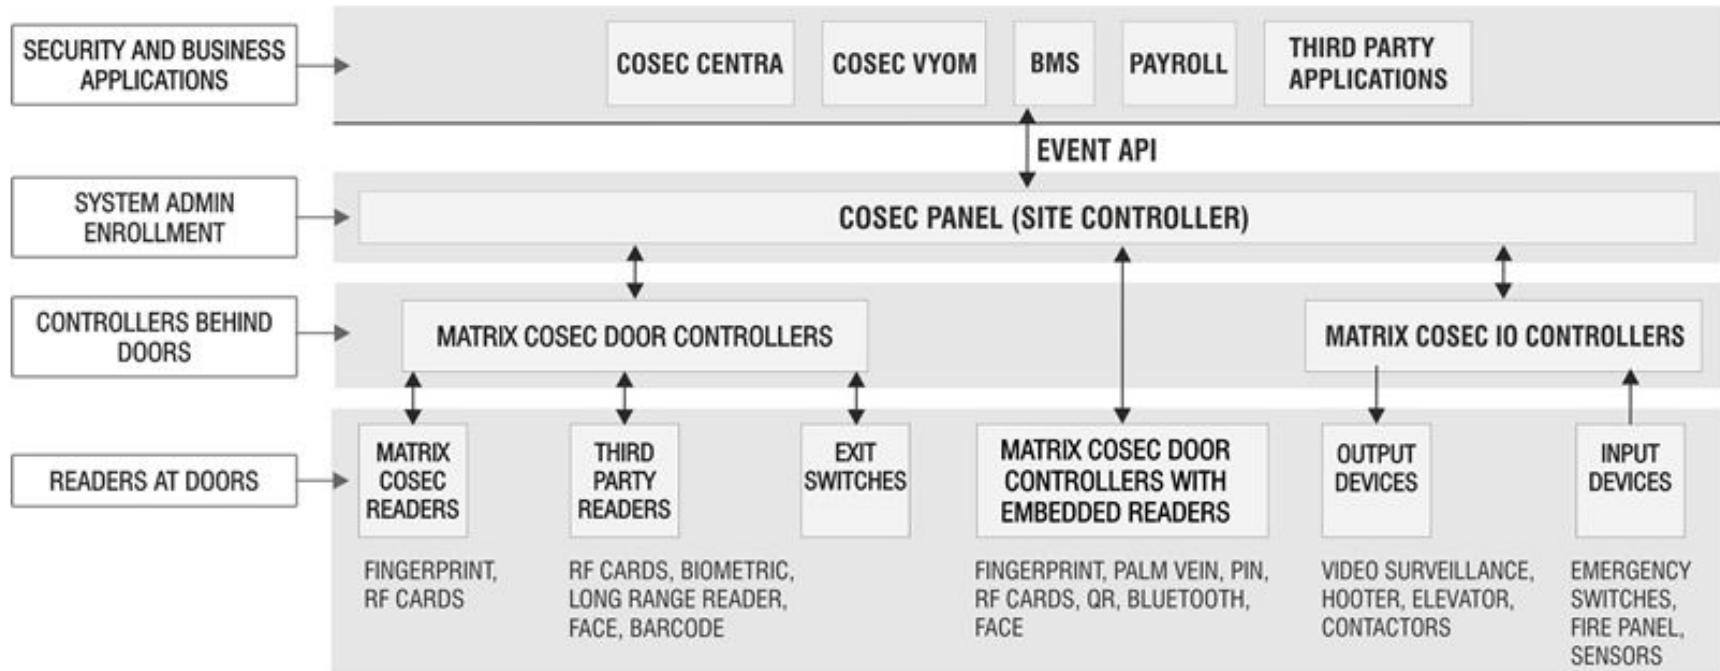 SECURITY AND BUSINESS
APPLICATIONS
COSEC CENTRA
COSEC VYOM
BMS
PAYROLL
THIRD PARTY
APPLICATIONS
EVENT API
SYSTEM ADMIN
ENROLLMENT
COSEC PANEL (SITE CONTROLLER)
CONTROLLERS BEHIND
DOORS
MATRIX COSEC DOOR CONTROLLERS
MATRIX COSEC IO CONTROLLERS
READERS AT DOORS
MATRIX
COSEC
READERS
THIRD
PARTY
READERS
EXIT
SWITCHES
MATRIX COSEC DOOR
CONTROLLERS WITH
EMBEDDED READERS
OUTPUT
DEVICES
INPUT
DEVICES
FINGERPRINT,
RF CARDS
RF CARDS, BIOMETRIC,
LONG RANGE READER,
FACE, BARCODE
FINGERPRINT, PALM VEIN, PIN,
RF CARDS, QR, BLUETOOTH,
FACE
VIDEO SURVEILLANCE,
HOOTER, ELEVATOR,
CONTACTORS
EMERGENCY
SWITCHES,
FIRE PANEL,
SENSORS